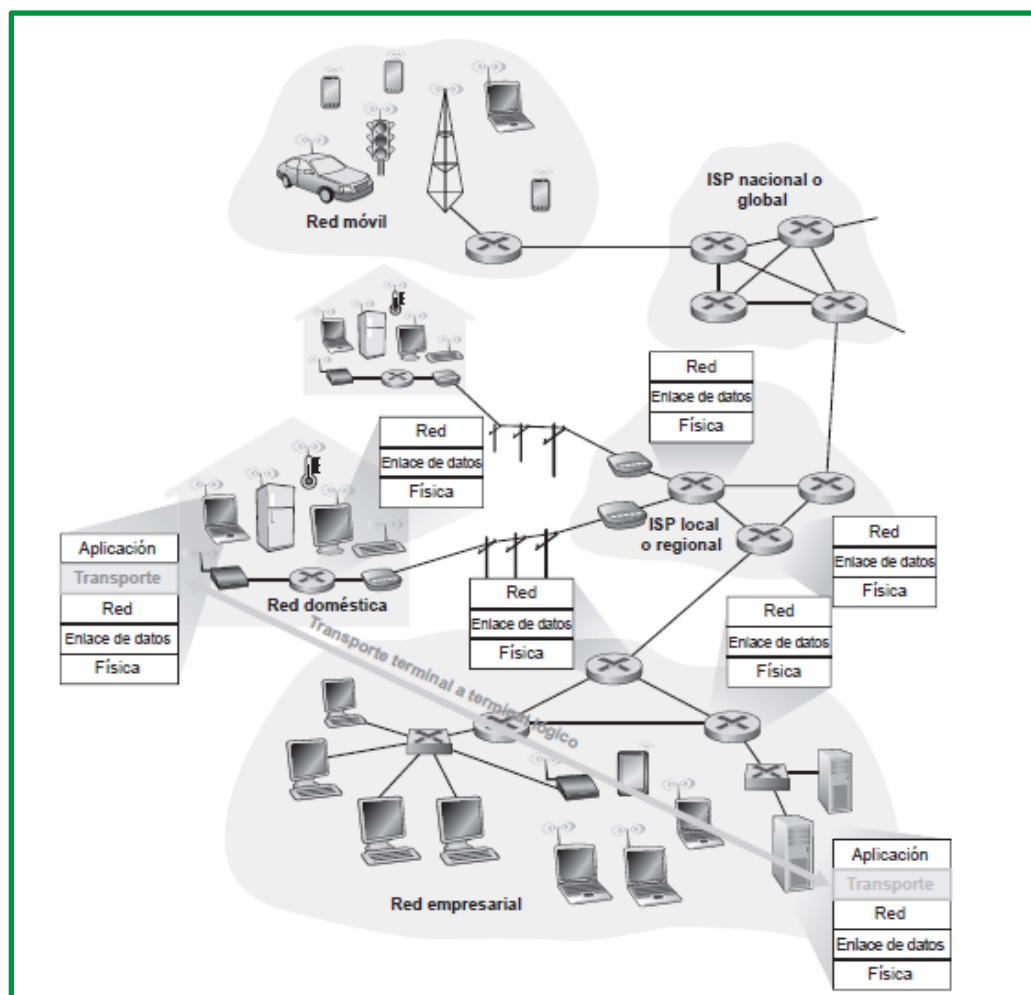 Red móvil
ISP nacional o
global
Red
Enlace de datos
Física
Red
Enlace de datos
Física
ISP local
o regional
Red
Enlace de datos
Física
Aplicación
Transporte
Red
Enlace de datos
Física
Red doméstica
Red
Enlace de datos
Física
Red
Enlace de datos
Física
Transporte terminal a terminal lógico
Red empresarial
Aplicación
Transporte
Red
Enlace de datos
Física